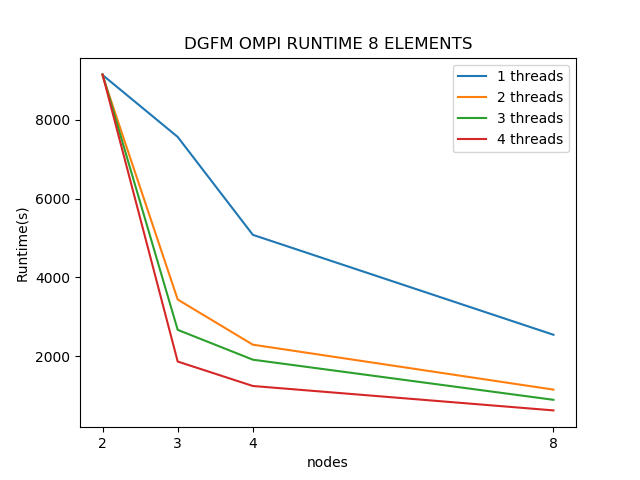 DGFM OMPI RUNTIME 8 ELEMENTS
1 threads
2 threads
3 threads
4 threads
Runtime(s)
8000
6000
4000
2000
2 3 4 8
nodes